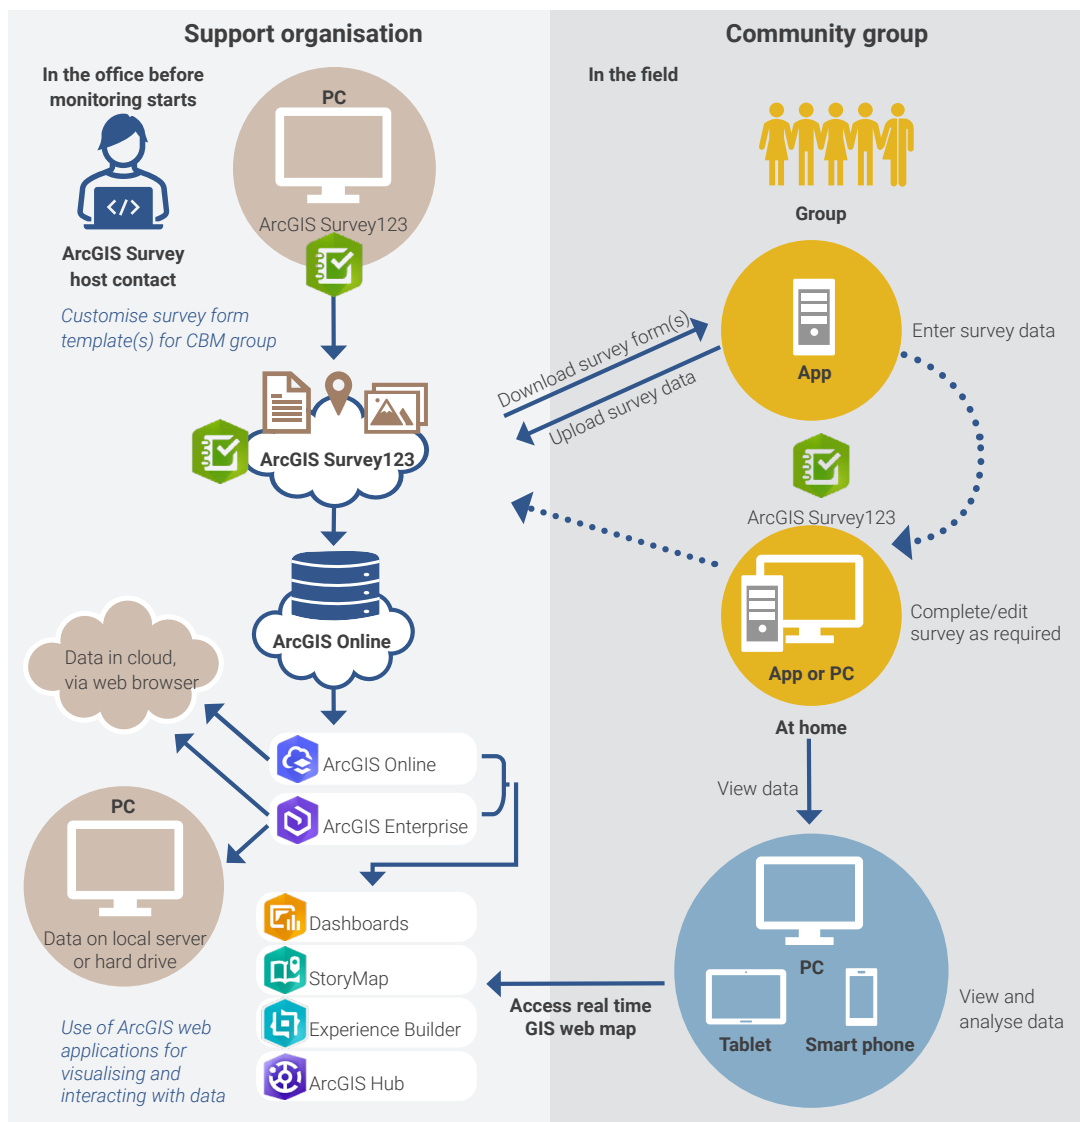 Support organisation
In the office before
monitoring starts
PC
ArcGIS Survey123
</>
ArcGIS Survey
host contact
Customise survey form
template(s) for CBM group
ArcGIS Survey123
ArcGIS Online
Data in cloud,
via web browser
ArcGIS Online
ArcGIS Enterprise
PC
Data on local server
or hard drive
Dashboards
StoryMap
Experience Builder
ArcGIS Hub
Use of ArcGIS web
applications for
visualising and
interacting with data
Community group
In the field
Group
Download survey form(s)
Upload survey data
App
Enter survey data
ArcGIS Survey123
App or PC
Complete/edit
survey as required
At home
View data
PC
Tablet
Smart phone
View and
analyse data
Access real time
GIS web map